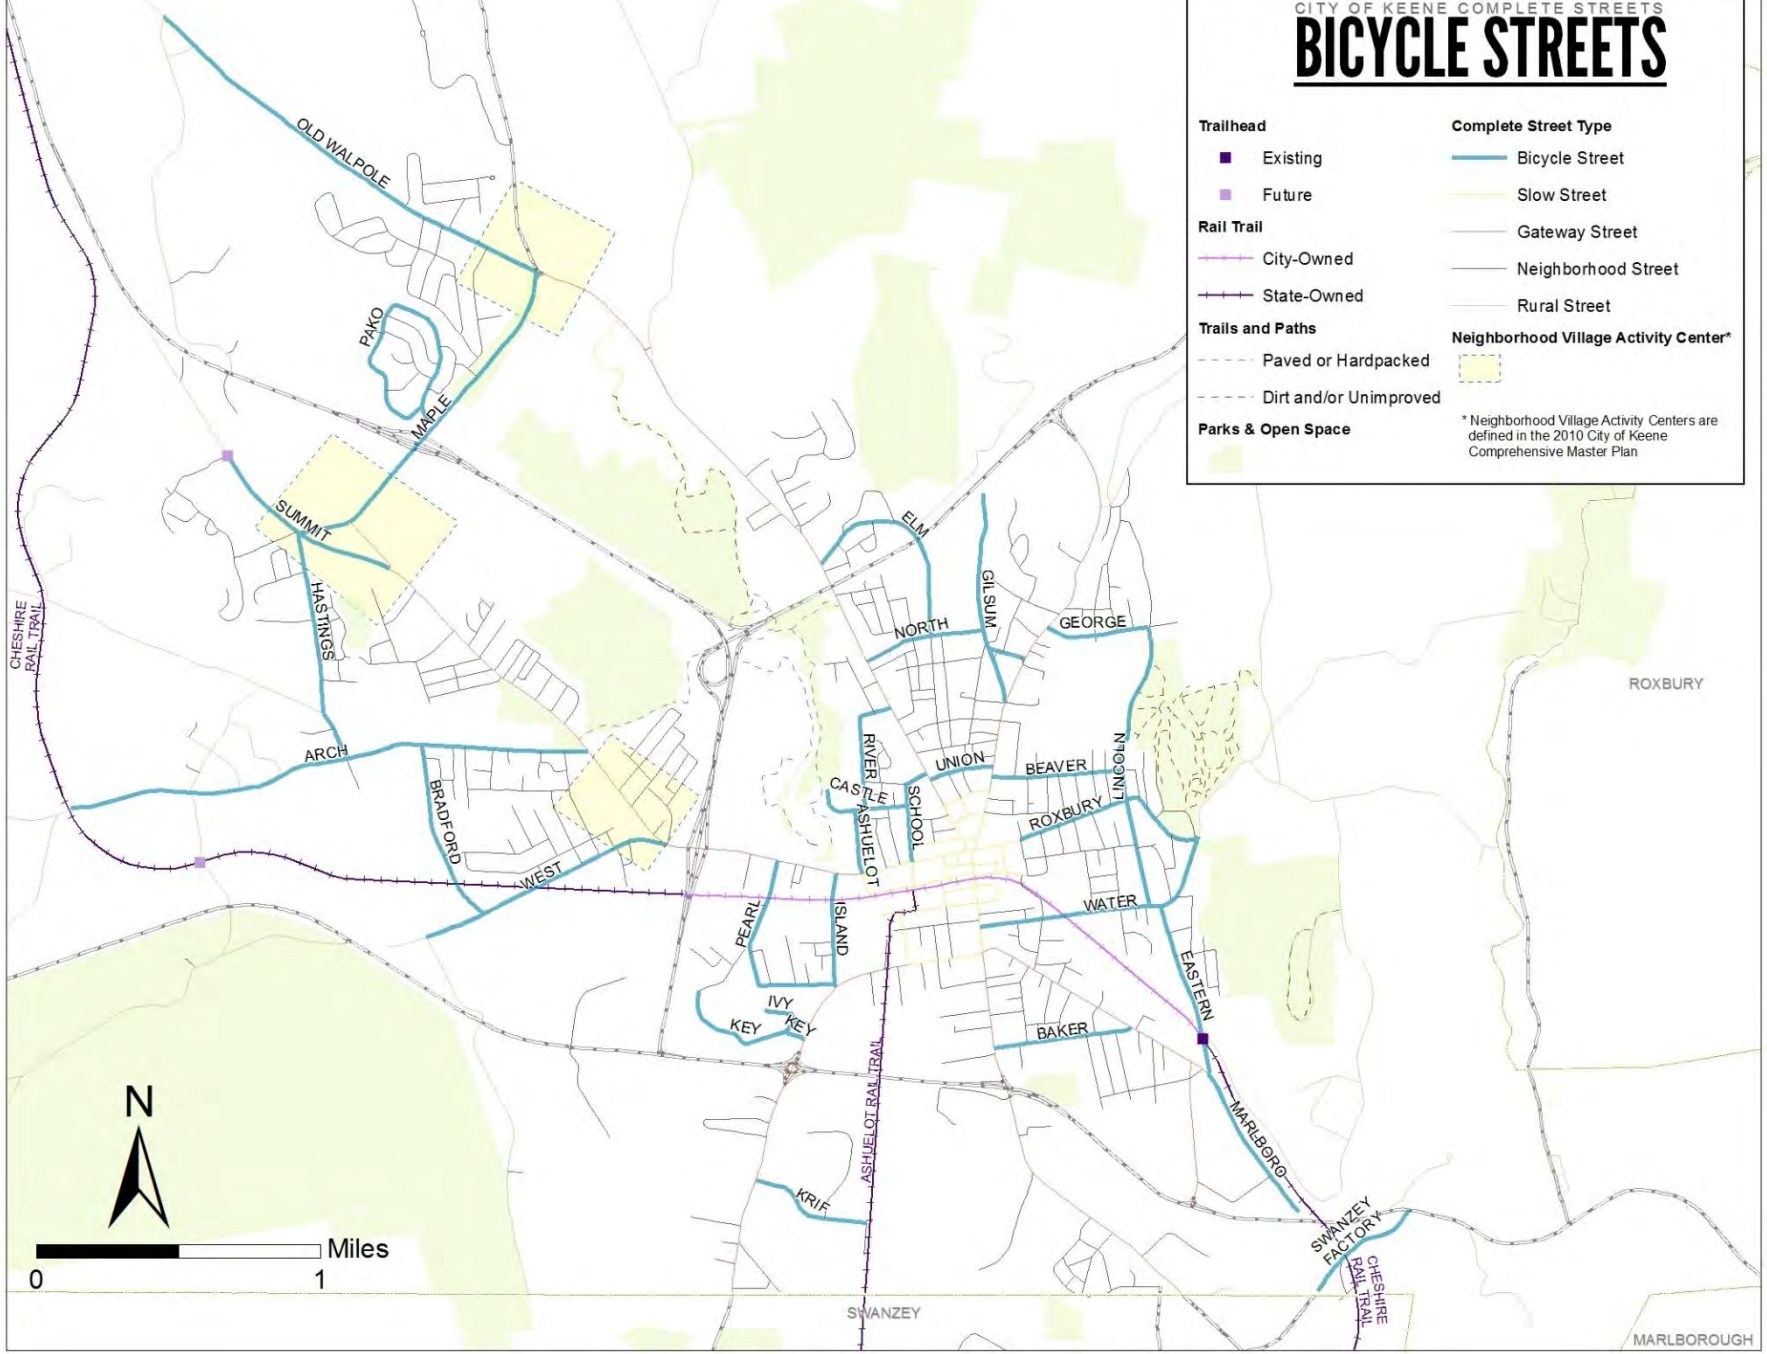 CITY OF KEENE COMPLETE STREETS
BICYCLE STREETS
Trailhead
Existing
Future
Rail Trail
City-Owned
State-Owned
Trails and Paths
Paved or Hardpacked
Dirt and/or Unimproved
Parks & Open Space
Complete Street Type
Bicycle Street
Slow Street
Gateway Street
Neighborhood Street
Rural Street
Neighborhood Village Activity Center*
* Neighborhood Village Activity Centers are
defined in the 2010 City of Keene
Comprehensive Master Plan
OLD WALPOLE
PAKO
MAPLE
SUMMIT
HASTINGS
CHESHIRE
RAIL TRAIL
ELM
GILSUM
NORTH
GEORGE
ROXBURY
ARCH
BRADFORD
WEST
RIVER
CASTLE
ASHUELOT
SCHOOL
UNION
BEAVER
LINCOLN
ROXBURY
WATER
PEARL
ISLAND
EASTERN
IVY
KEY
KEY
BAKER
ASHUELOT RAIL TRAIL
MARLBORO
KRIF
SWANZEY
FACTORY
CHESHIRE
RAIL TRAIL
N
Miles
0
1
SWANZEY
MARLBOROUGH